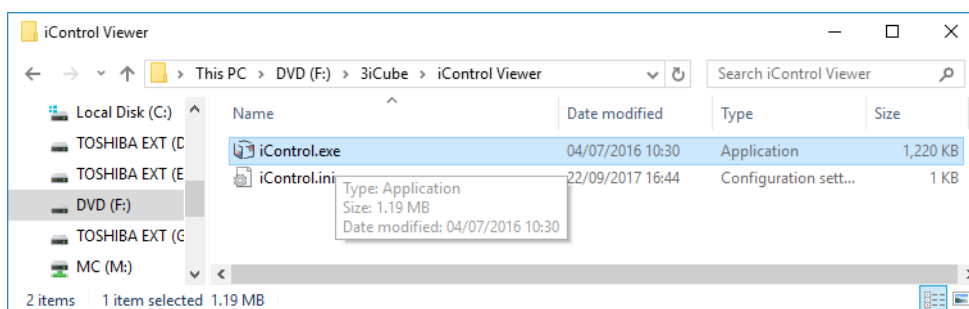 iControl Viewer
This PC > DVD (F:) > 3iCube > iControl Viewer
Search iControl Viewer
Local Disk (C:)
TOSHIBA EXT (D
TOSHIBA EXT (E
DVD (F:)
TOSHIBA EXT (G
MC (M:)
Name Date modified Type Size
iControl.exe 04/07/2016 10:30 Application 1,220 KB
iControl.ini 22/09/2017 16:44 Configuration sett... 1 KB
Type: Application
Size: 1.19 MB
Date modified: 04/07/2016 10:30
2 items 1 item selected 1.19 MB